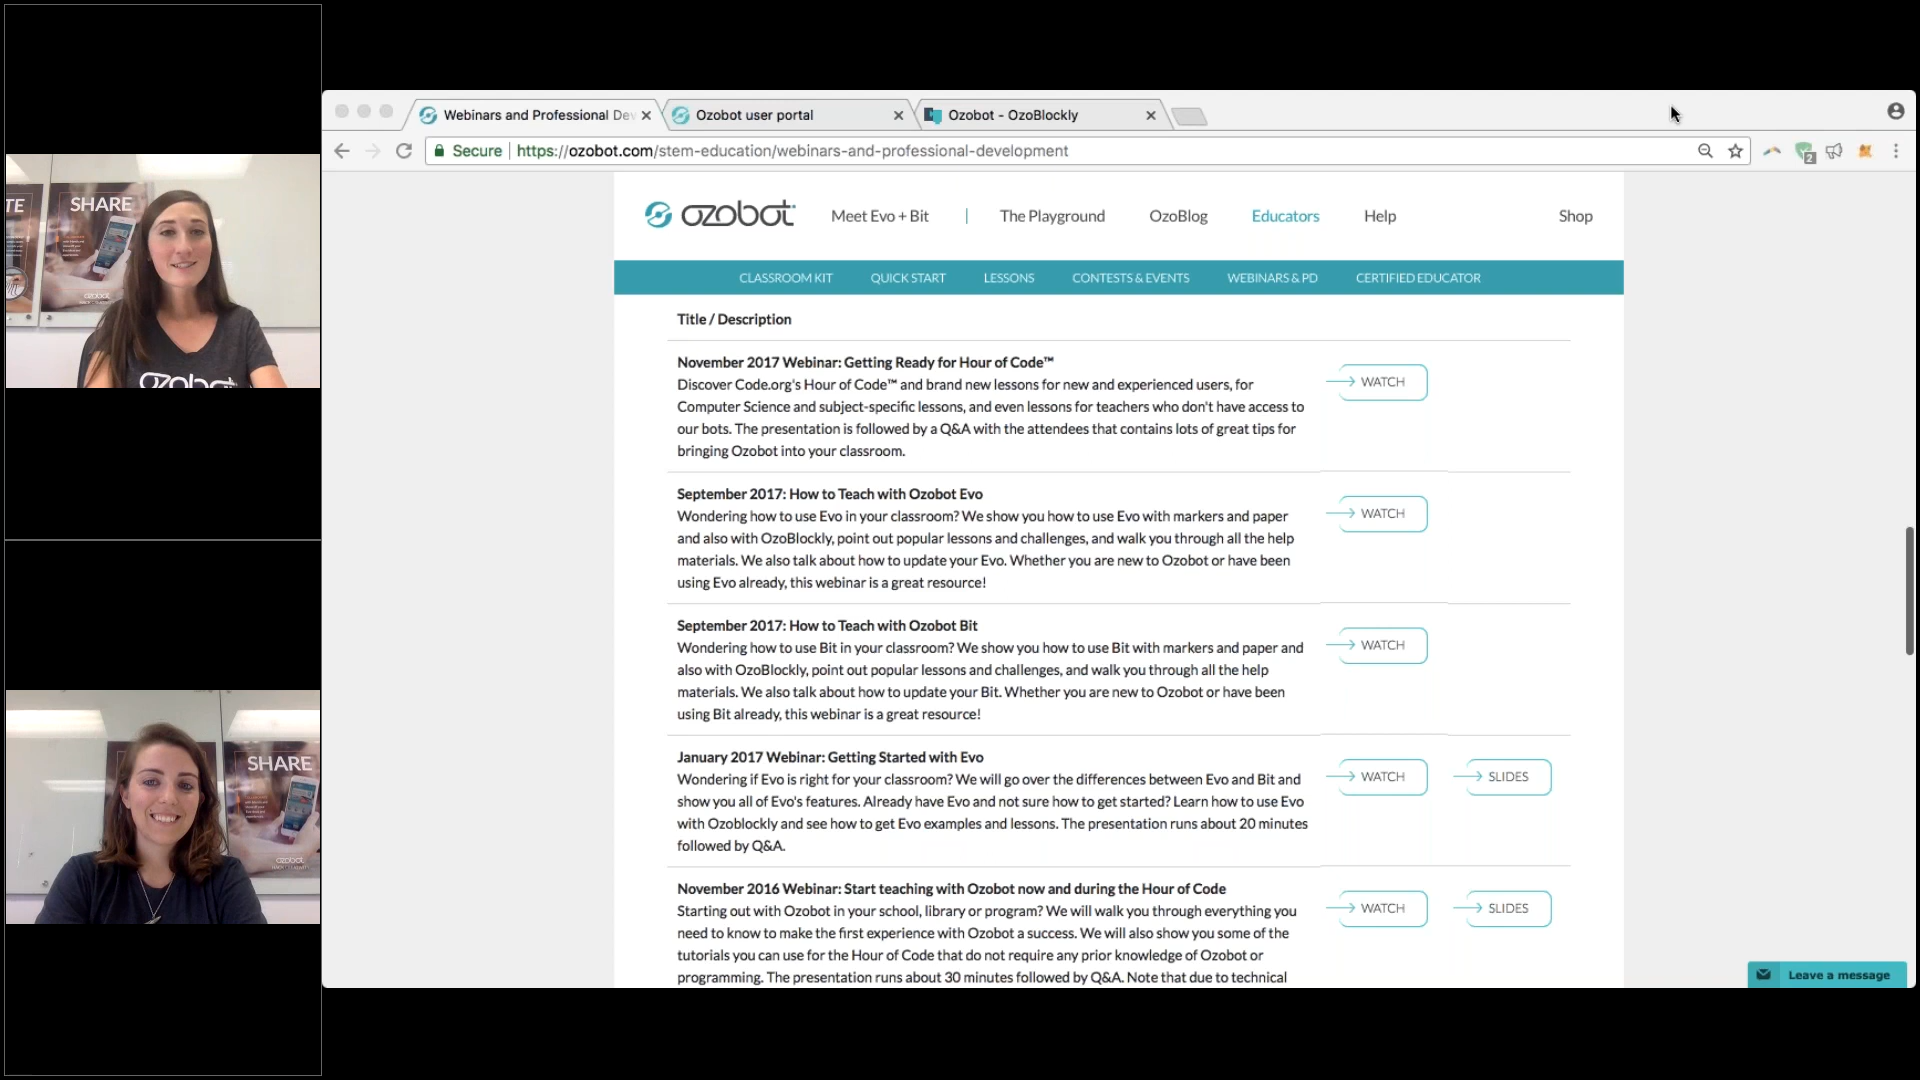 TE
SHARE
ozobot
ozobot
SHARE
ozobot
Webinars and Professional Dev
Ozobot user portal
Ozobot - OzoBlockly
Secure
https://ozobot.com/stem-education/webinars-and-professional-development
2
ozobot
Meet Evo + Bit
The Playground
OzoBlog
Educators
Help
Shop
CLASSROOM KIT
QUICK START
LESSONS
CONTESTS & EVENTS
WEBINARS & PD
CERTIFIED EDUCATOR
Title / Description
November 2017 Webinar: Getting Ready for Hour of Code™
Discover Code.org's Hour of Code™ and brand new lessons for new and experienced users, for
Computer Science and subject-specific lessons, and even lessons for teachers who don't have access to
our bots. The presentation is followed by a Q&A with the attendees that contains lots of great tips for
bringing Ozobot into your classroom.
WATCH
September 2017: How to Teach with Ozobot Evo
Wondering how to use Evo in your classroom? We show you how to use Evo with markers and paper
and also with OzoBlockly, point out popular lessons and challenges, and walk you through all the help
materials. We also talk about how to update your Evo. Whether you are new to Ozobot or have been
using Evo already, this webinar is a great resource!
WATCH
September 2017: How to Teach with Ozobot Bit
Wondering how to use Bit in your classroom? We show you how to use Bit with markers and paper and
also with OzoBlockly, point out popular lessons and challenges, and walk you through all the help
materials. We also talk about how to update your Bit. Whether you are new to Ozobot or have been
using Bit already, this webinar is a great resource!
WATCH
January 2017 Webinar: Getting Started with Evo
Wondering if Evo is right for your classroom? We will go over the differences between Evo and Bit and
show you all of Evo's features. Already have Evo and not sure how to get started? Learn how to use Evo
with Ozoblockly and see how to get Evo examples and lessons. The presentation runs about 20 minutes
followed by Q&A.
WATCH
SLIDES
November 2016 Webinar: Start teaching with Ozobot now and during the Hour of Code
Starting out with Ozobot in your school, library or program? We will walk you through everything you
need to know to make the first experience with Ozobot a success. We will also show you some of the
tutorials you can use for the Hour of Code that do not require any prior knowledge of Ozobot or
programming. The presentation runs about 30 minutes followed by Q&A. Note that due to technical
WATCH
SLIDES
Leave a message